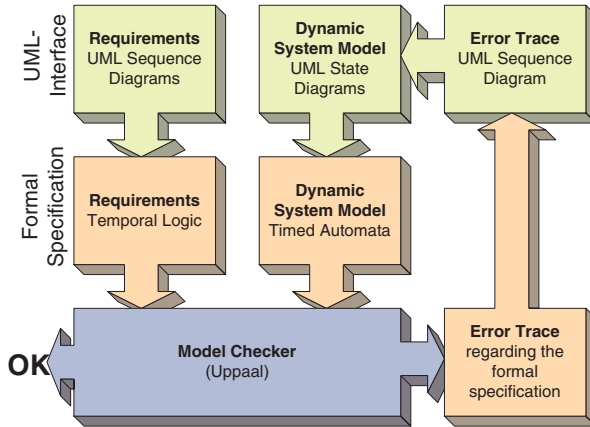 UML-
Interface
Requirements
UML Sequence
Diagrams
Dynamic
System Model
UML State
Diagrams
Error Trace
UML Sequence
Diagram
Formal
Specification
Requirements
Temporal Logic
Dynamic
System Model
Timed Automata
OK
Model Checker
(Uppaal)
Error Trace
regarding the
formal
specification